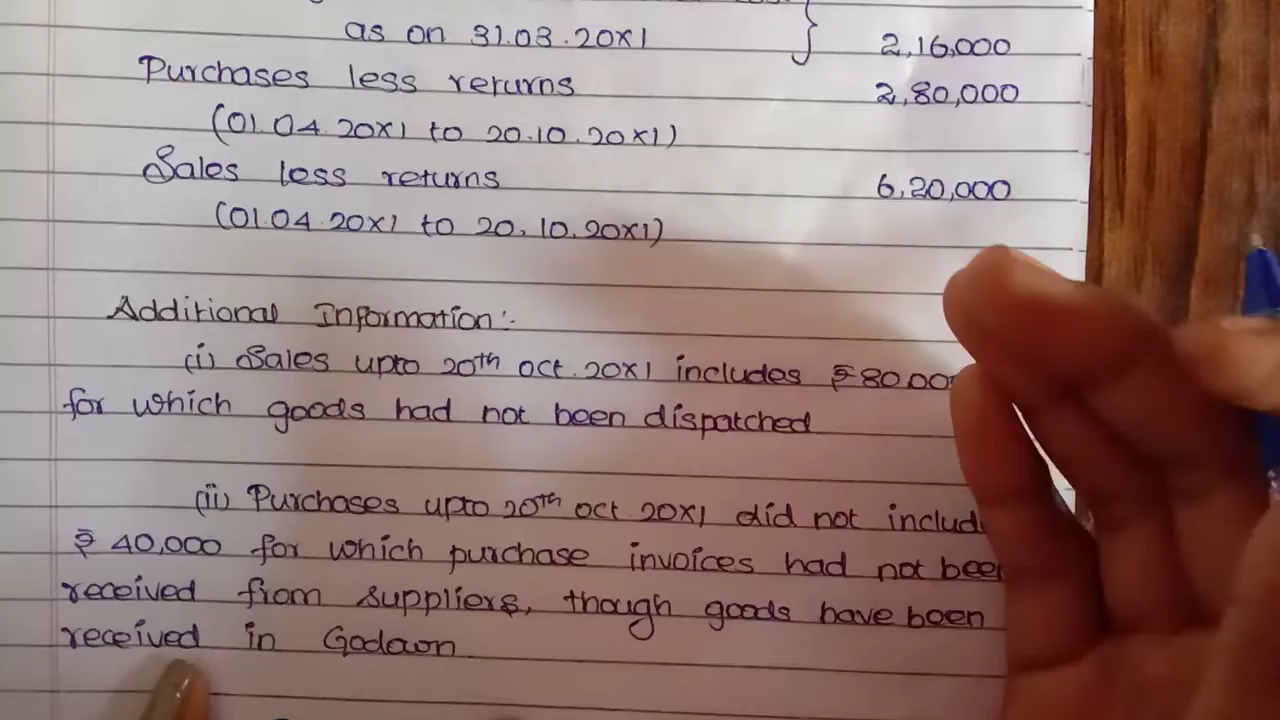 as on 31.03.20X1 } 2,16,000
Purchases less returns 2,80,000
(01.04.20X1 to 20.10.20X1)
Sales less returns 6,20,000
(01.04.20X1 to 20.10.20X1)
Additional Information:-
(i) Sales upto 20th oct.20X1 includes ₹80,00
for which goods had not been dispatched
(ii) Purchases upto 20th oct 20X1 did not includ
₹ 40,000 for which purchase invoices had not been
received from suppliers, though goods have been
received in Godown